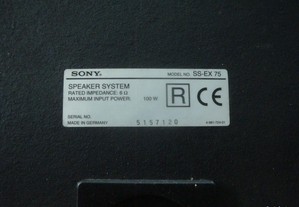 SONY
MODEL NO. SS-EX 75
SPEAKER SYSTEM
RATED IMPEDANCE: 8 Ω
MAXIMUM INPUT POWER 100 W
R CE
SERIAL NO.
MADE IN GERMANY 5157120